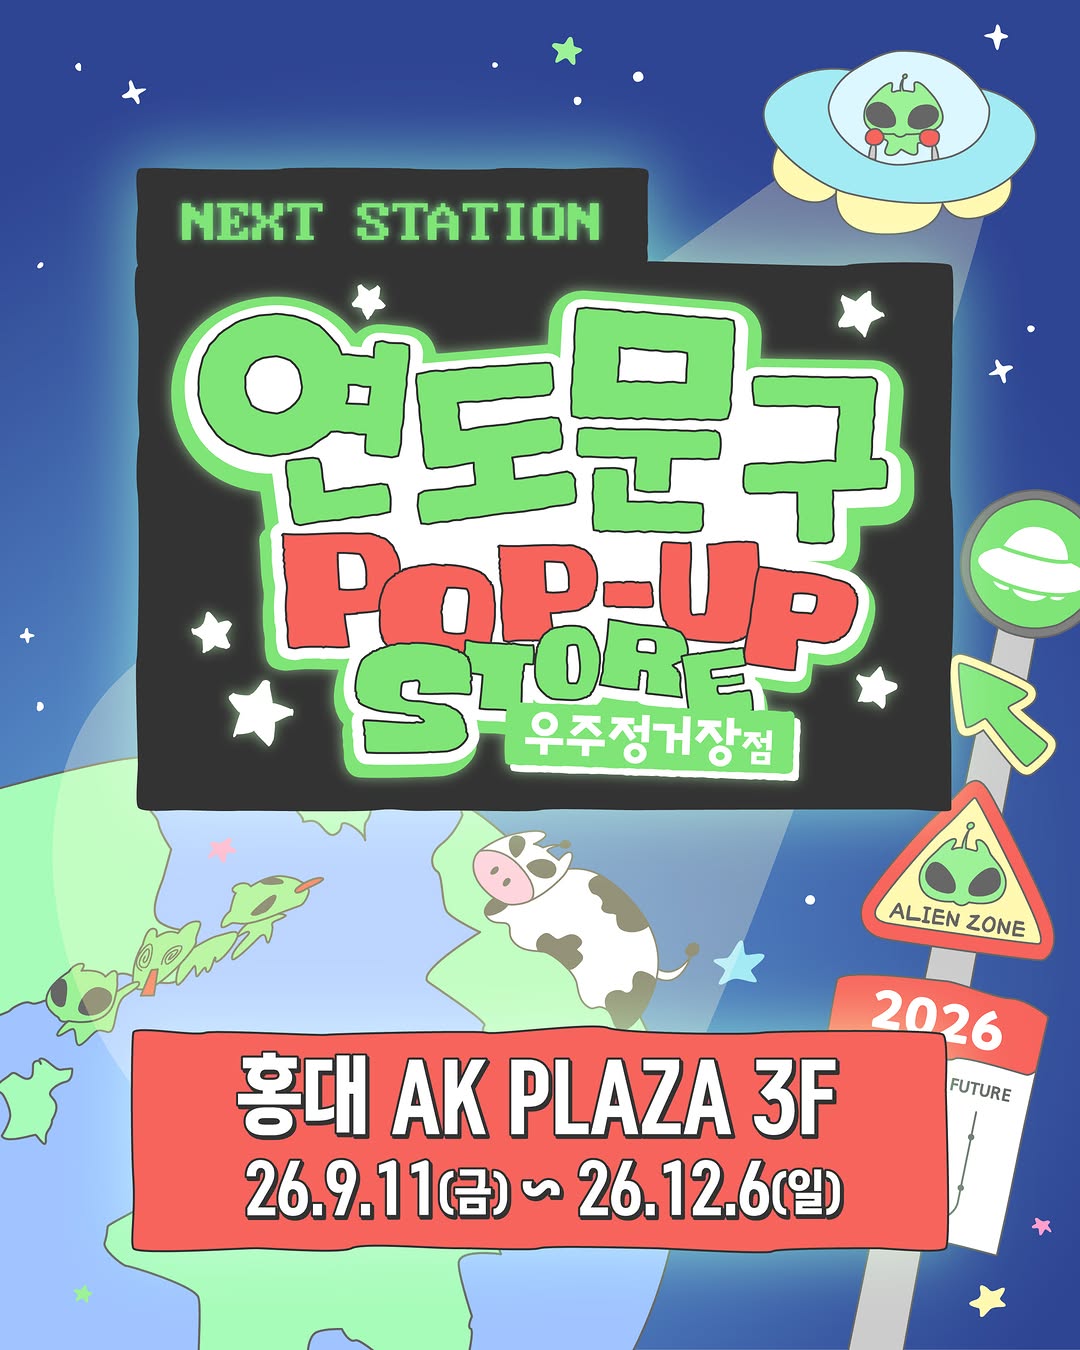 NEXT STATION
연도문구
POP-UP
STORE
우주정거장점
ALIEN ZONE
2026
FUTURE
홍대 AK PLAZA 3F
26.9.11(금) ~ 26.12.6(일)